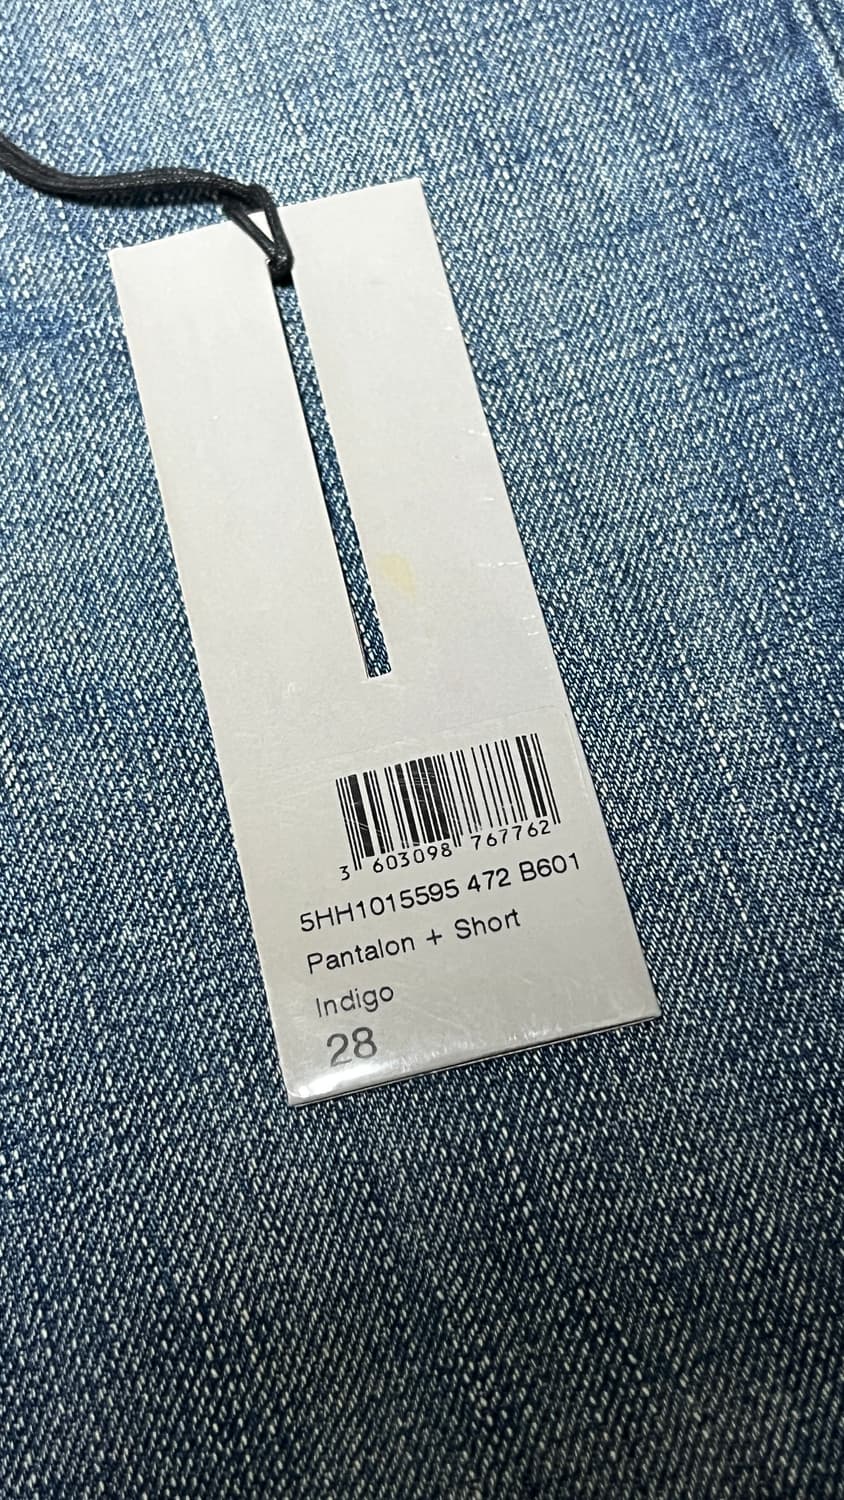 3 603098 767762
5HH1015595 472 B601
Pantalon + Short
Indigo
28